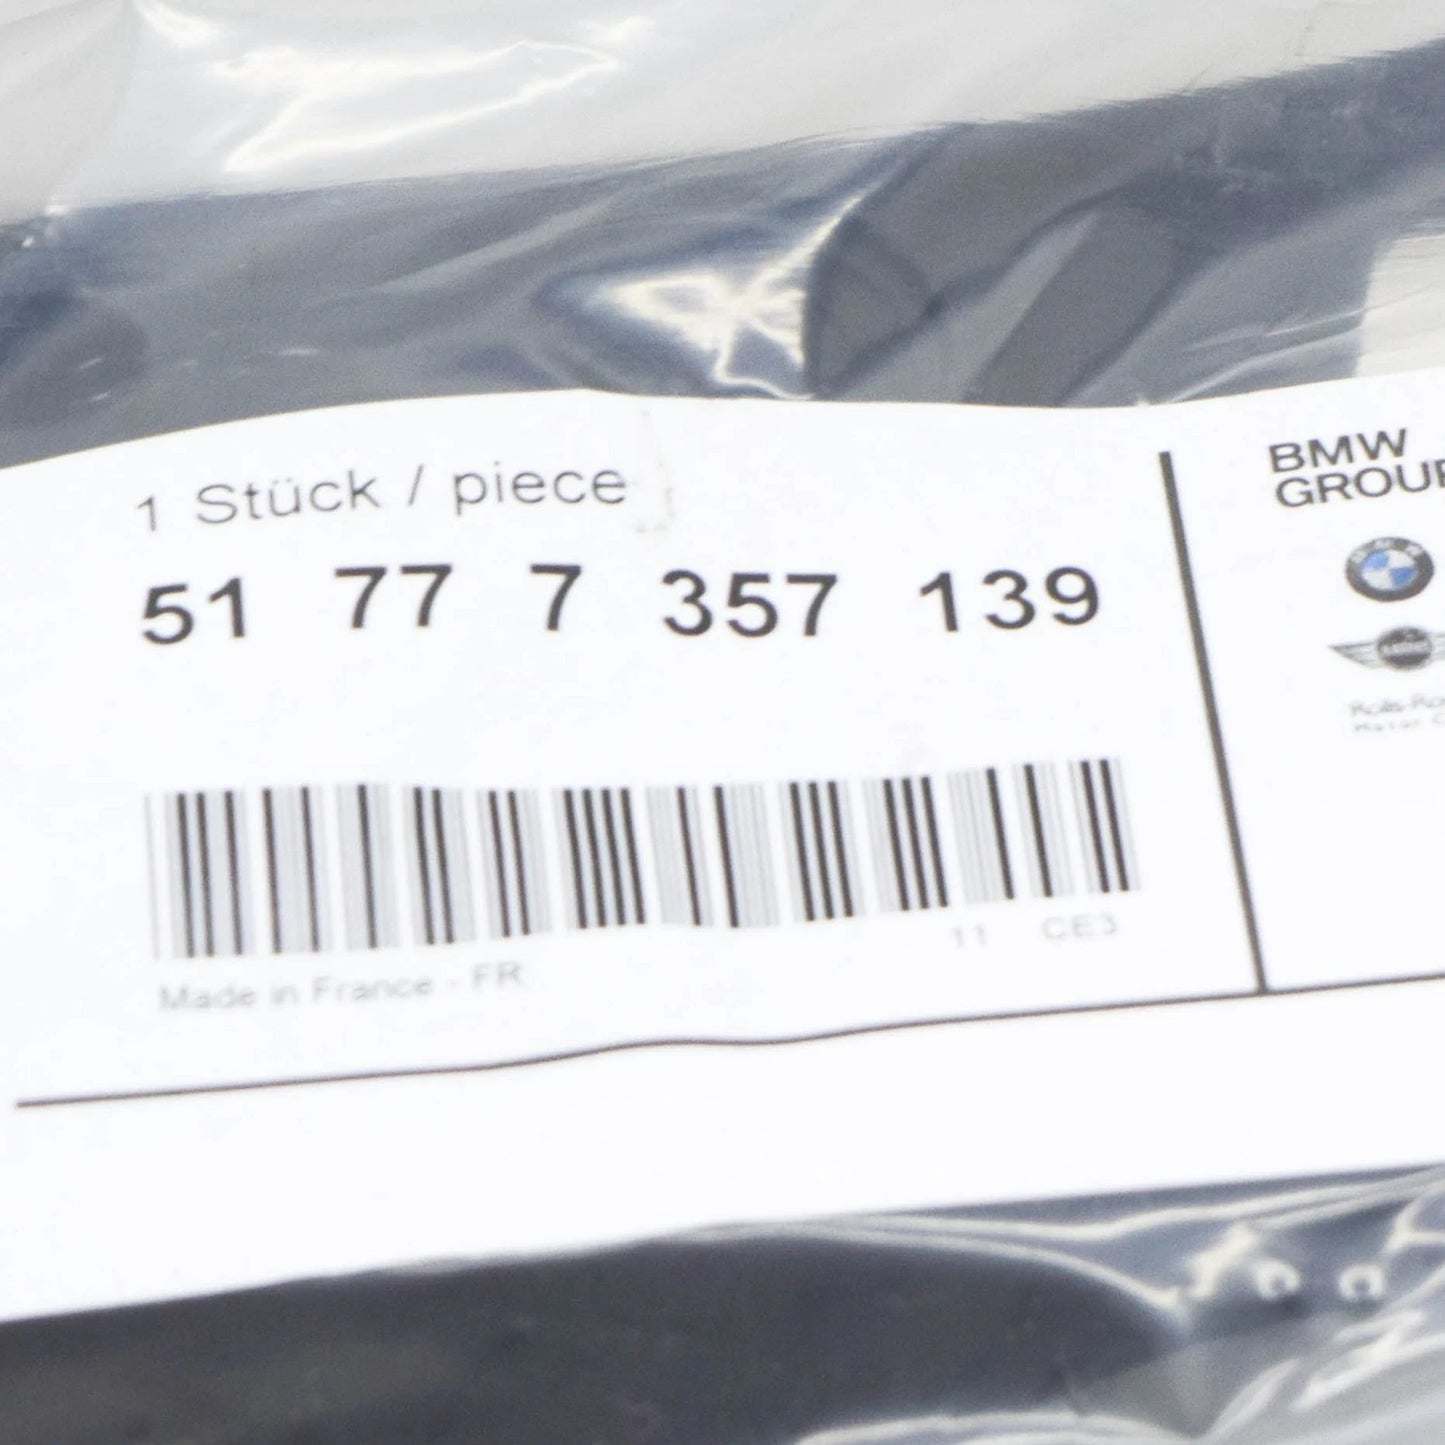 1 Stück / piece
51 77 7 357 139
11 CE3
Made in France - FR
BMW
GROUP